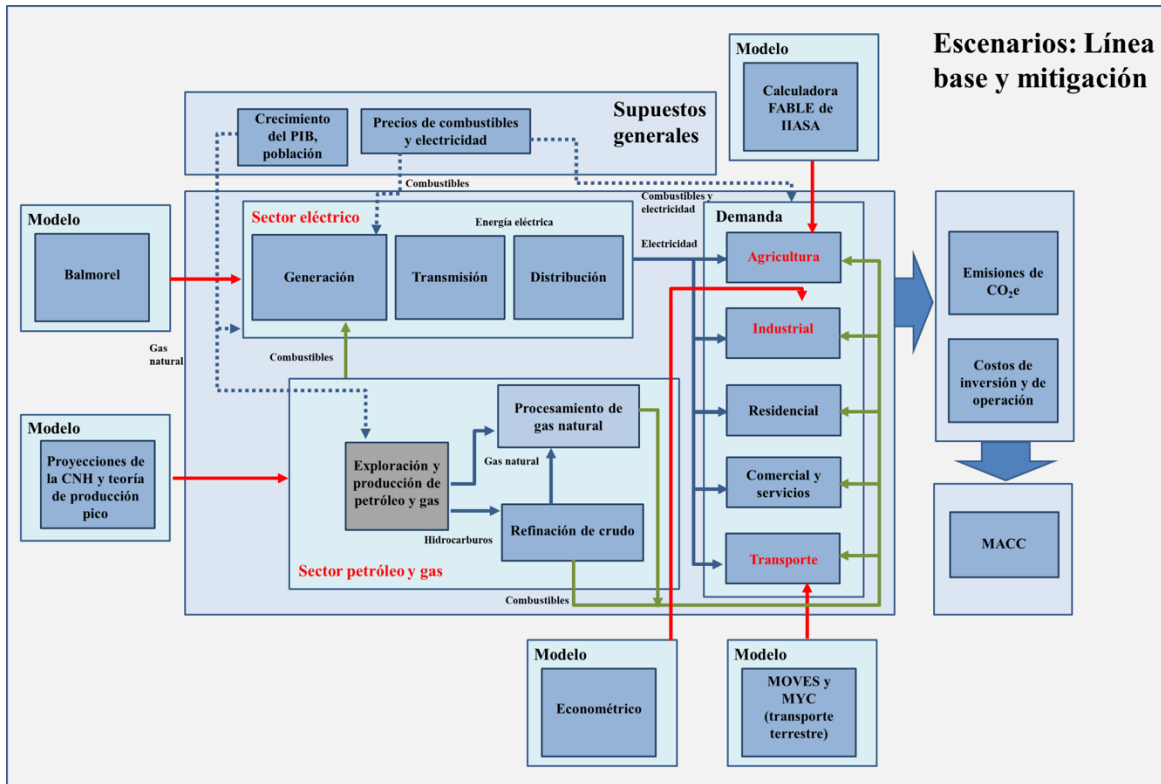 Escenarios: Línea
base y mitigación
Modelo
Calculadora
FABLE de
IIASA
Supuestos
generales
Crecimiento
del PIB,
población
Precios de combustibles
y electricidad
Combustibles
Combustibles y
electricidad
Modelo
Balmorel
Gas
natural
Sector eléctrico
Energía eléctrica
Generación
Transmisión
Distribución
Electricidad
Combustibles
Demanda
Agricultura
Industrial
Residencial
Comercial y
servicios
Transporte
Emisiones de
CO₂e
Costos de
inversión y de
operación
MACC
Modelo
Proyecciones de
la CNH y teoría
de producción
pico
Exploración y
producción de
petróleo y gas
Procesamiento de
gas natural
Gas natural
Hidrocarburos
Refinación de crudo
Sector petróleo y gas
Combustibles
Modelo
Econométrico
Modelo
MOVES y
MYC
(transporte
terrestre)